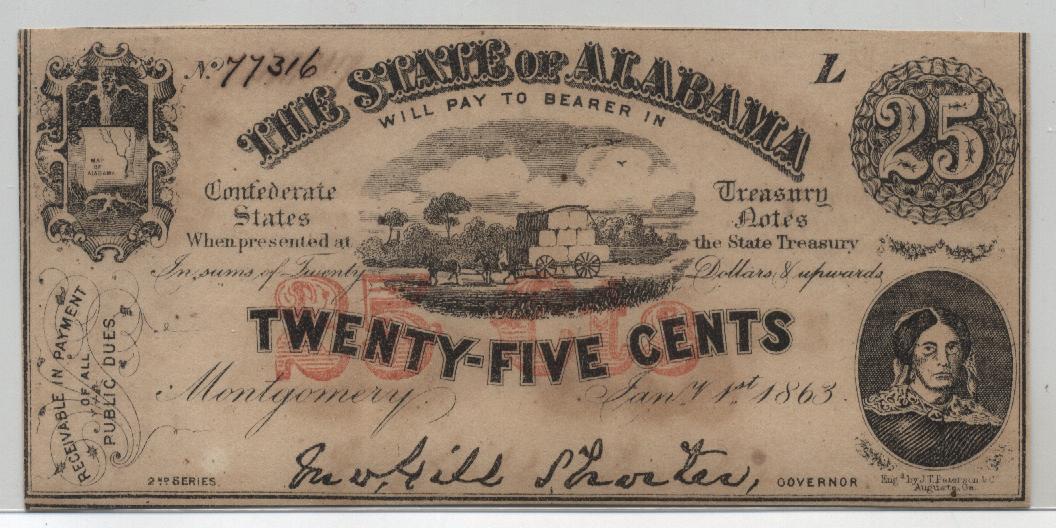 No. 77316
L
THE STATE OF ALABAMA
WILL PAY TO BEARER IN
25
MAP
OF
ALABAMA
Confederate
States
Treasury
Notes
When presented at
the State Treasury
In sums of Twenty
Dollars & upwards
25 Cts
TWENTY-FIVE CENTS
Montgomery
Jany 1st 1863.
RECEIVABLE IN PAYMENT
OF ALL
PUBLIC DUES
2ND SERIES
Jno. Gill Shorter,
GOVERNOR
Eng'd by J.T. Paterson & C
Augusta, Ga.